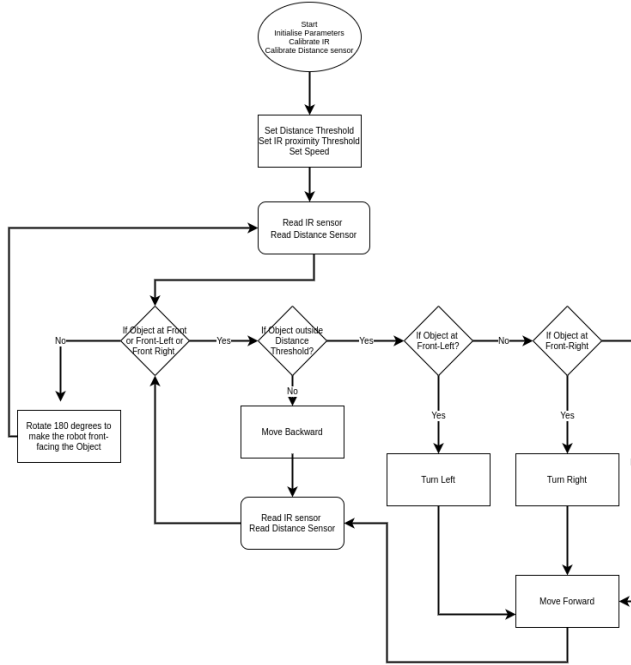 Start
Initialise Parameters
Calibrate IR
Calibrate Distance sensor
Set Distance Threshold
Set IR proximity Threshold
Set Speed
Read IR sensor
Read Distance Sensor
If Object at Front
or Front-Left or
Front Right
If Object outside
Distance
Threshold?
If Object at
Front-Left?
If Object at
Front-Right
No
Yes
Yes
No
No
Yes
Yes
Rotate 180 degrees to
make the robot front-
facing the Object
Move Backward
Turn Left
Turn Right
Read IR sensor
Read Distance Sensor
Move Forward